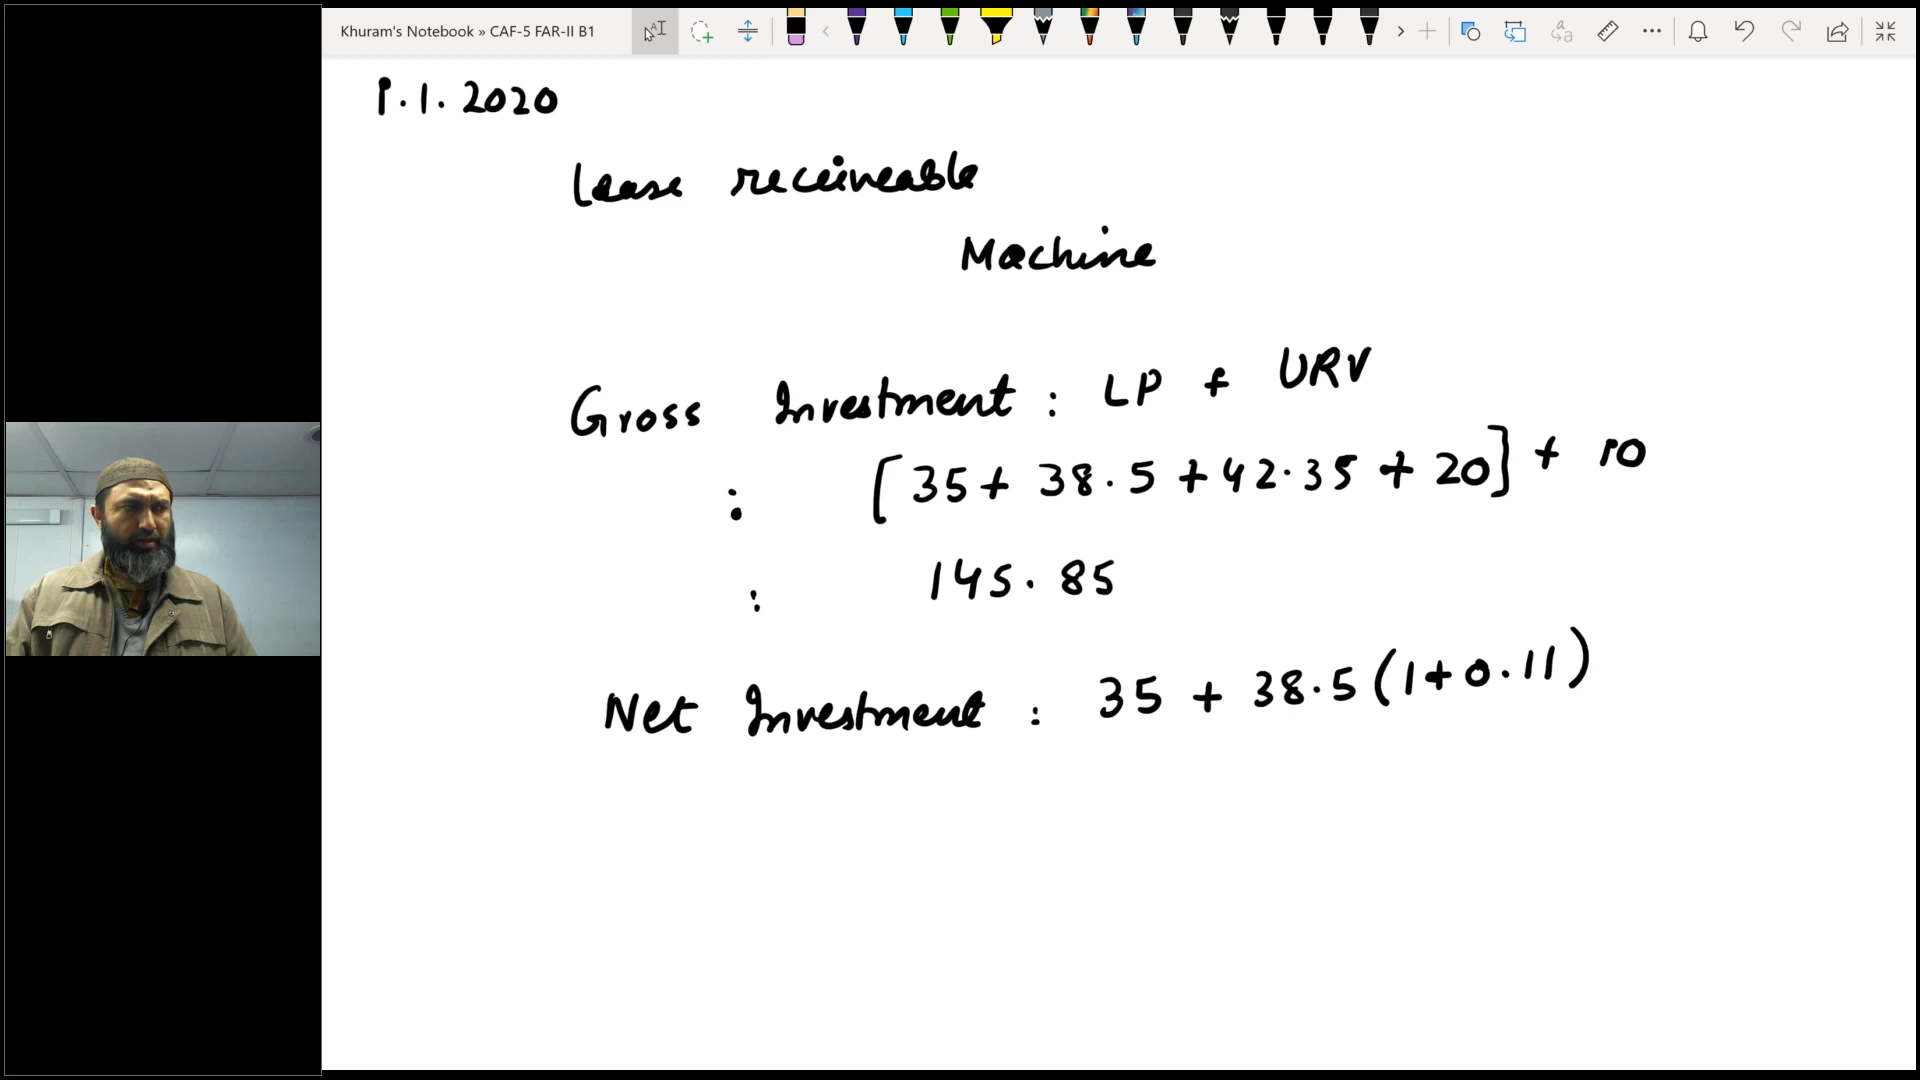 Khuram's Notebook » CAF-5 FAR-II B1
1.1.2020
Lease receiveable
Machine
Gross Investment : LP + URV
: [35 + 38.5 + 42.35 + 20] + 10
: 145.85
Net Investment : 35 + 38.5 (1+0.11)